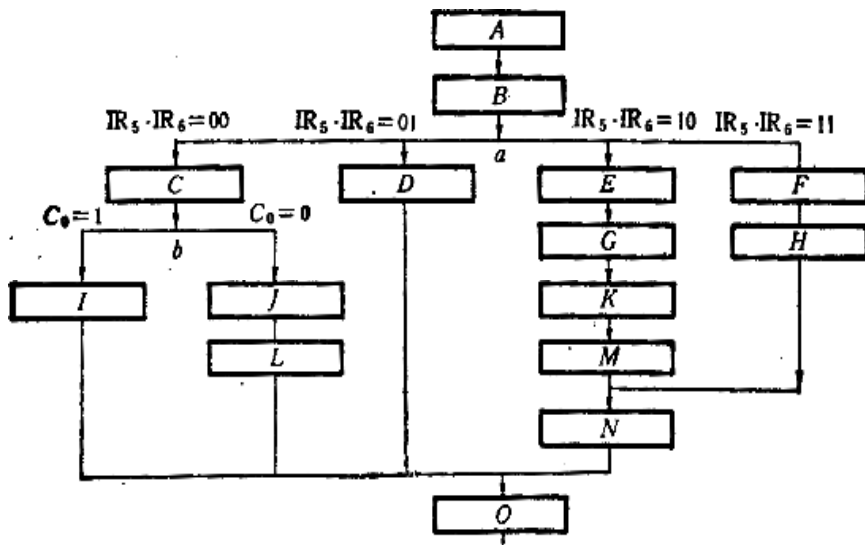 A
B
IR₅·IR₆=00
IR₅·IR₆=01
IR₅·IR₆=10
IR₅·IR₆=11
a
C
D
E
F
C₀=1
C₀=0
b
G
H
I
J
K
L
M
N
O